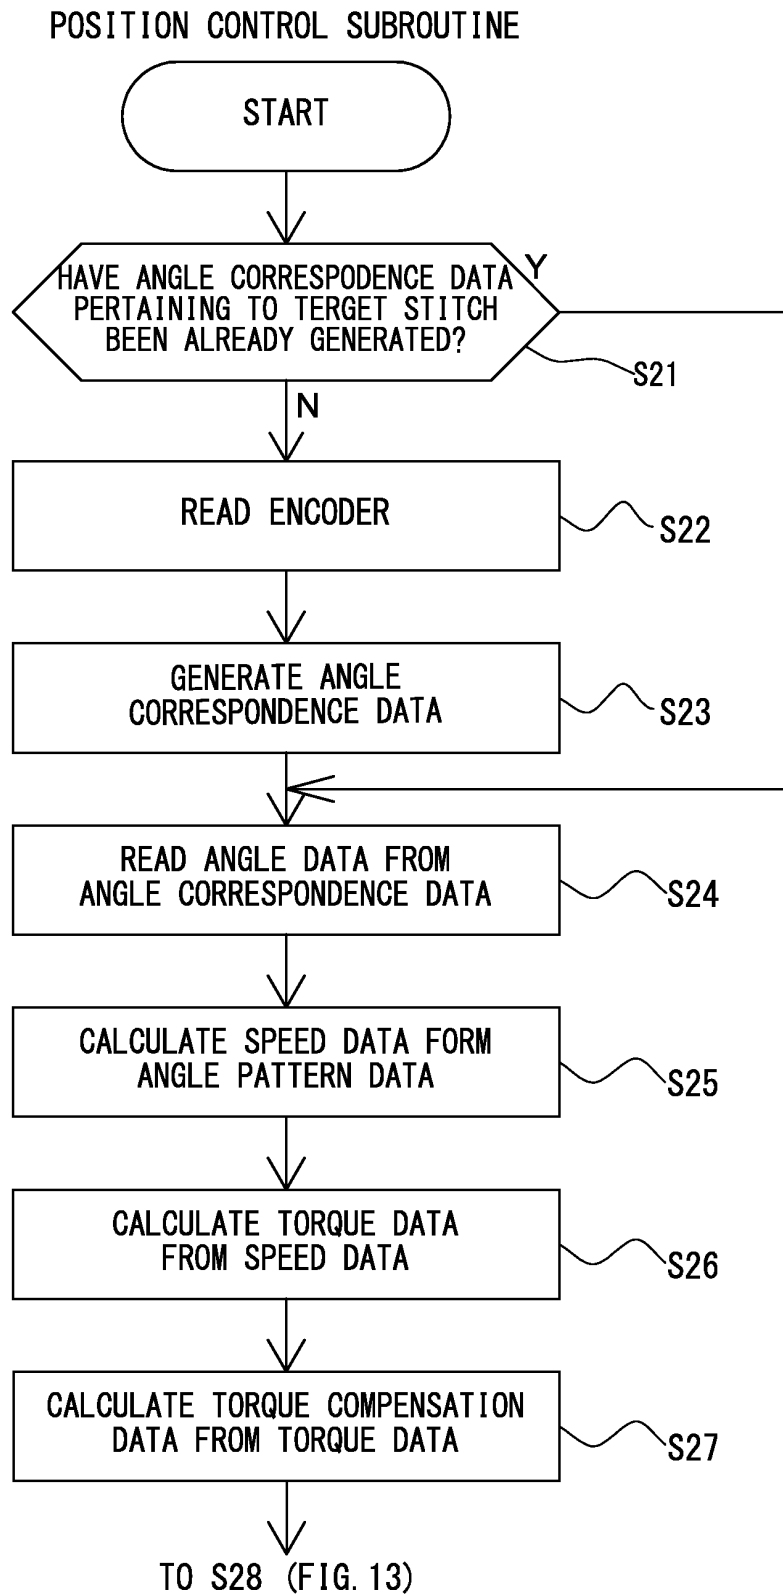 POSITION CONTROL SUBROUTINE
START
HAVE ANGLE CORRESPODENCE DATA
PERTAINING TO TERGET STITCH
BEEN ALREADY GENERATED?
Y
S21
N
READ ENCODER
S22
GENERATE ANGLE
CORRESPONDENCE DATA
S23
READ ANGLE DATA FROM
ANGLE CORRESPONDENCE DATA
S24
CALCULATE SPEED DATA FORM
ANGLE PATTERN DATA
S25
CALCULATE TORQUE DATA
FROM SPEED DATA
S26
CALCULATE TORQUE COMPENSATION
DATA FROM TORQUE DATA
S27
TO S28 (FIG.13)